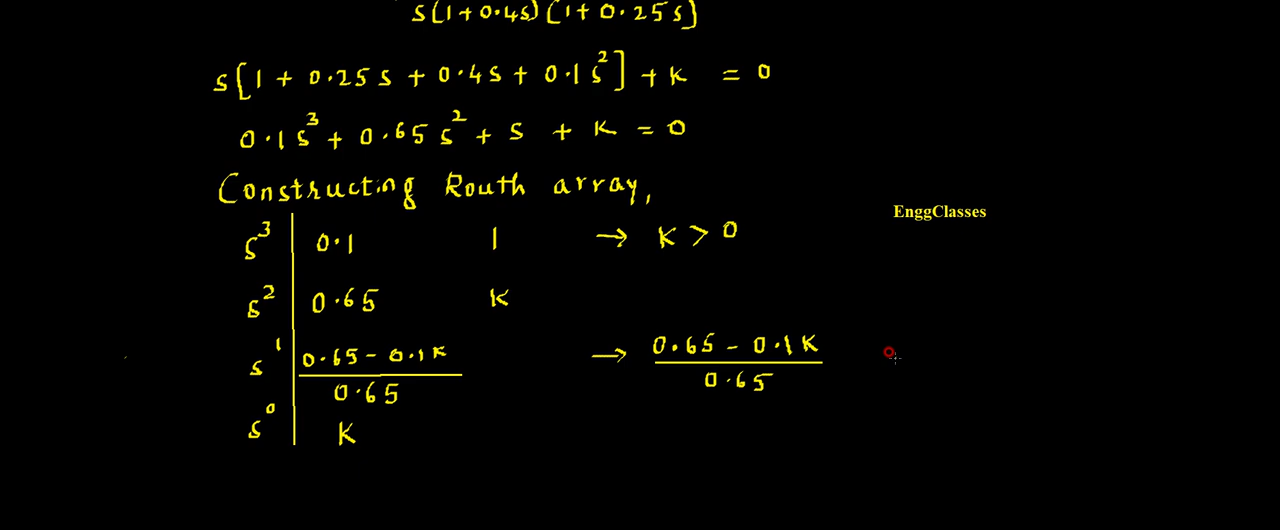 s(1+0.4s)(1+0.25s)
s[1 + 0.25s + 0.4s + 0.1s²] + K = 0
0.1s³ + 0.65s² + s + K = 0
Constructing Routh array,
EnggClasses
s³ | 0.1 1 → K > 0
s² | 0.65 K
s¹ | (0.65 - 0.1K)/0.65 → (0.65 - 0.1K)/0.65
s⁰ | K